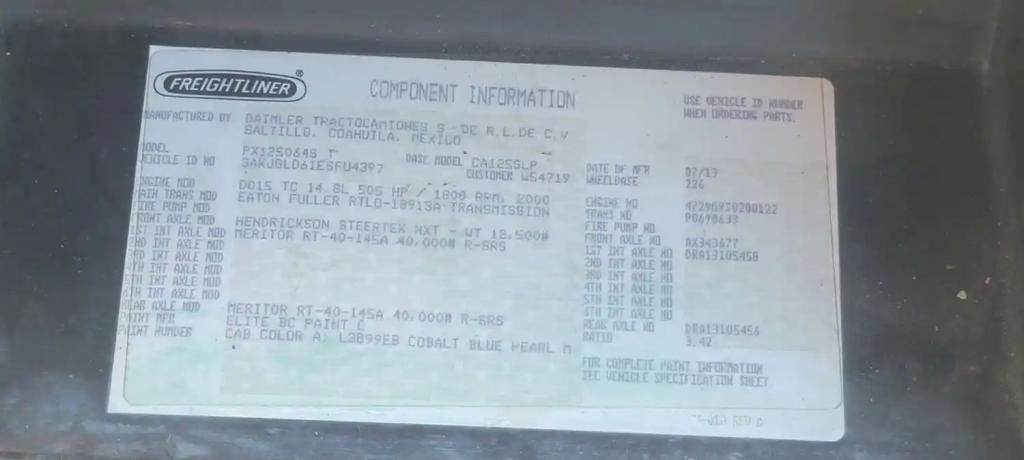 FREIGHTLINER®
COMPONENT INFORMATION
USE VEHICLE ID NUMBER
WHEN ORDERING PARTS.
MANUFACTURED BY DAIMLER TRACTOCAMIONES S. DE R.L.DE C.V
SALTILLO, COAHUILA, MEXICO
MODEL PX125064S T BASE MODEL CA125SLP DATE OF MFR 07/13
VEHICLE ID NO 3AKJGLD61ESFU4397 CUSTOMER WS4719 WHEELBASE 226
ENGINE MOD DD15 TC 14.8L 505 HP / 1800 RPM, 2000 ENGINE NO 472909S0200122
MAIN TRANS MOD EATON FULLER RTLO-18913A TRANSMISSION TRANS NO P0698633
FIRE PUMP MOD FIRE PUMP NO
FRONT AXLE MOD HENDRICKSON STEERTEK NXT - WT 12,500# FRONT AXLE NO AX343677
1ST INT AXLE MOD MERITOR RT-40-145A 40,000# R-SRS 1ST INT AXLE NO DRA13105458
2ND INT AXLE MOD 2ND INT AXLE NO
3RD INT AXLE MOD 3RD INT AXLE NO
4TH INT AXLE MOD 4TH INT AXLE NO
5TH INT AXLE MOD 5TH INT AXLE NO
6TH INT AXLE MOD 6TH INT AXLE NO
REAR AXLE MOD MERITOR RT-40-145A 40,000# R-SRS REAR AXLE NO DRA13105456
PAINT MFR ELITE BC PAINT C RATIO 3.42
PAINT NUMBER CAB COLOR A: L3899EB COBALT BLUE PEARL M
FOR COMPLETE PAINT INFORMATION
SEE VEHICLE SPECIFICATION SHEET
REV